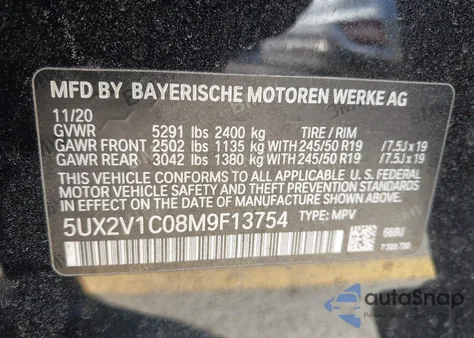 MFD BY BAYERISCHE MOTOREN WERKE AG
11/20
GVWR 5291 lbs 2400 kg TIRE / RIM
GAWR FRONT 2502 lbs 1135 kg WITH 245/50 R19 /7.5J x 19
GAWR REAR 3042 lbs 1380 kg WITH 245/50 R19 /7.5J x 19
THIS VEHICLE CONFORMS TO ALL APPLICABLE U. S. FEDERAL
MOTOR VEHICLE SAFETY AND THEFT PREVENTION STANDARDS
IN EFFECT ON THE DATE OF MANUFACTURE SHOWN ABOVE.
5UX2V1C08M9F13754 TYPE: MPV
autoSnap